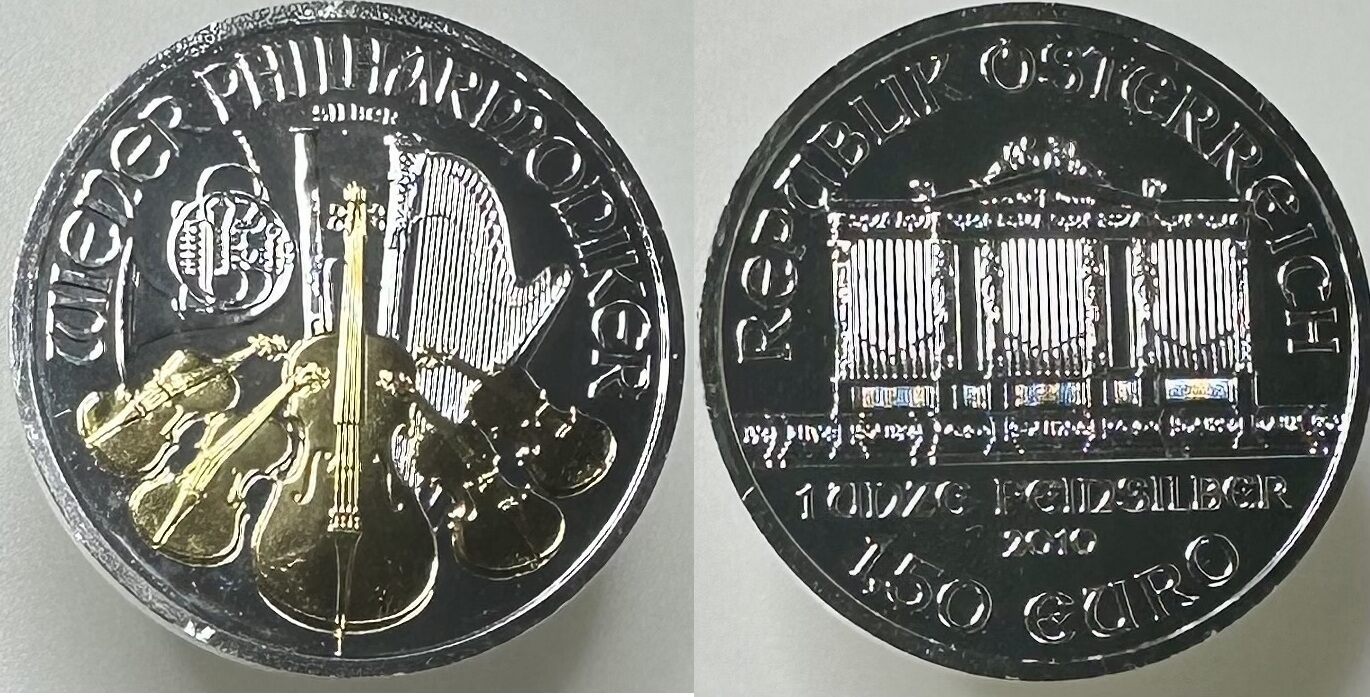 WIENER PHILHARMONIKER
SILBER
REPUBLIK ÖSTERREICH
1 UNZE FEINSILBER
2010
1,50 EURO